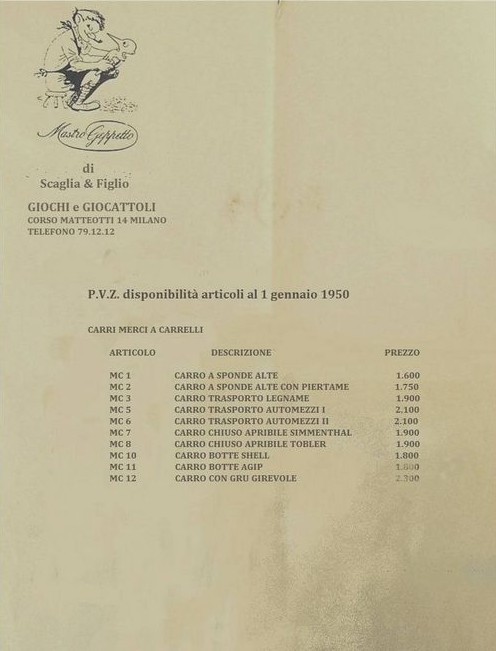 Mastro Geppetto
di
Scaglia & Figlio
GIOCHI e GIOCATTOLI
CORSO MATTEOTTI 14 MILANO
TELEFONO 79.12.12
P.V.Z. disponibilità articoli al 1 gennaio 1950
CARRI MERCI A CARRELLI
ARTICOLO DESCRIZIONE PREZZO
MC 1 CARRO A SPONDE ALTE 1.600
MC 2 CARRO A SPONDE ALTE CON PIERTAME 1.750
MC 3 CARRO TRASPORTO LEGNAME 1.900
MC 5 CARRO TRASPORTO AUTOMEZZI I 2.100
MC 6 CARRO TRASPORTO AUTOMEZZI II 2.100
MC 7 CARRO CHIUSO APRIBILE SIMMENTHAL 1.900
MC 8 CARRO CHIUSO APRIBILE TOBLER 1.900
MC 10 CARRO BOTTE SHELL 1.800
MC 11 CARRO BOTTE AGIP 1.800
MC 12 CARRO CON GRU GIREVOLE 2.300